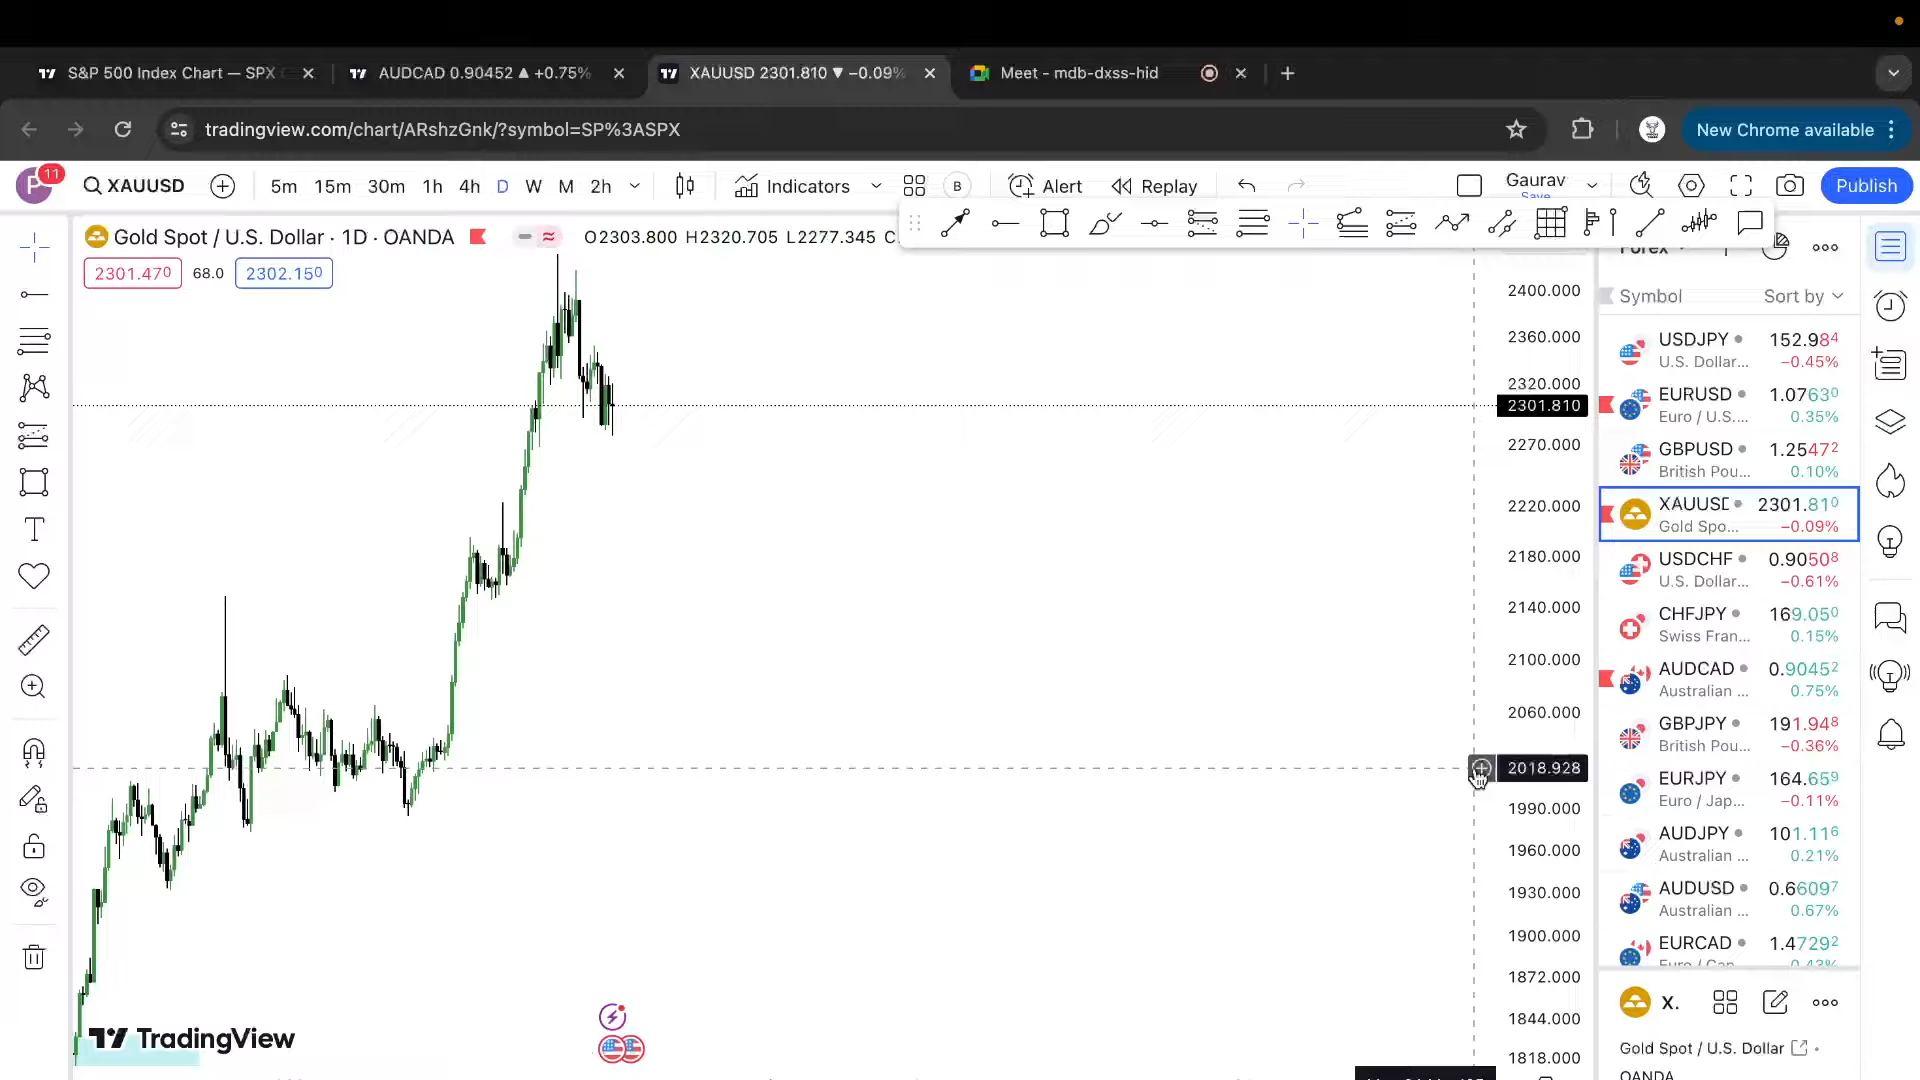 S&P 500 Index Chart — SPX
AUDCAD 0.90452 ▲ +0.75%
XAUUSD 2301.810 ▼ −0.09%
Meet - mdb-dxss-hid
tradingview.com/chart/ARshzGnk/?symbol=SP%3ASPX
New Chrome available
P
11
XAUUSD
5m 15m 30m 1h 4h D W M 2h
Indicators
B
Alert
Replay
Gaurav
Save
Publish
Gold Spot / U.S. Dollar · 1D · OANDA
O2303.800 H2320.705 L2277.345 C
2301.470 68.0 2302.150
2400.000
2360.000
2320.000
2301.810
2270.000
2220.000
2180.000
2140.000
2100.000
2060.000
2018.928
1990.000
1960.000
1930.000
1900.000
1872.000
1844.000
1818.000
Forex
Symbol Sort by
USDJPY 152.984
U.S. Dollar... −0.45%
EURUSD 1.07630
Euro / U.S.... 0.35%
GBPUSD 1.25472
British Pou... 0.10%
XAUUSD 2301.810
Gold Spo... −0.09%
USDCHF 0.90508
U.S. Dollar... −0.61%
CHFJPY 169.050
Swiss Fran... 0.15%
AUDCAD 0.90452
Australian ... 0.75%
GBPJPY 191.948
British Pou... −0.36%
EURJPY 164.659
Euro / Jap... −0.11%
AUDJPY 101.116
Australian ... 0.21%
AUDUSD 0.66097
Australian ... 0.67%
EURCAD 1.47292
Euro / Can... 0.43%
X.
Gold Spot / U.S. Dollar
OANDA
TradingView